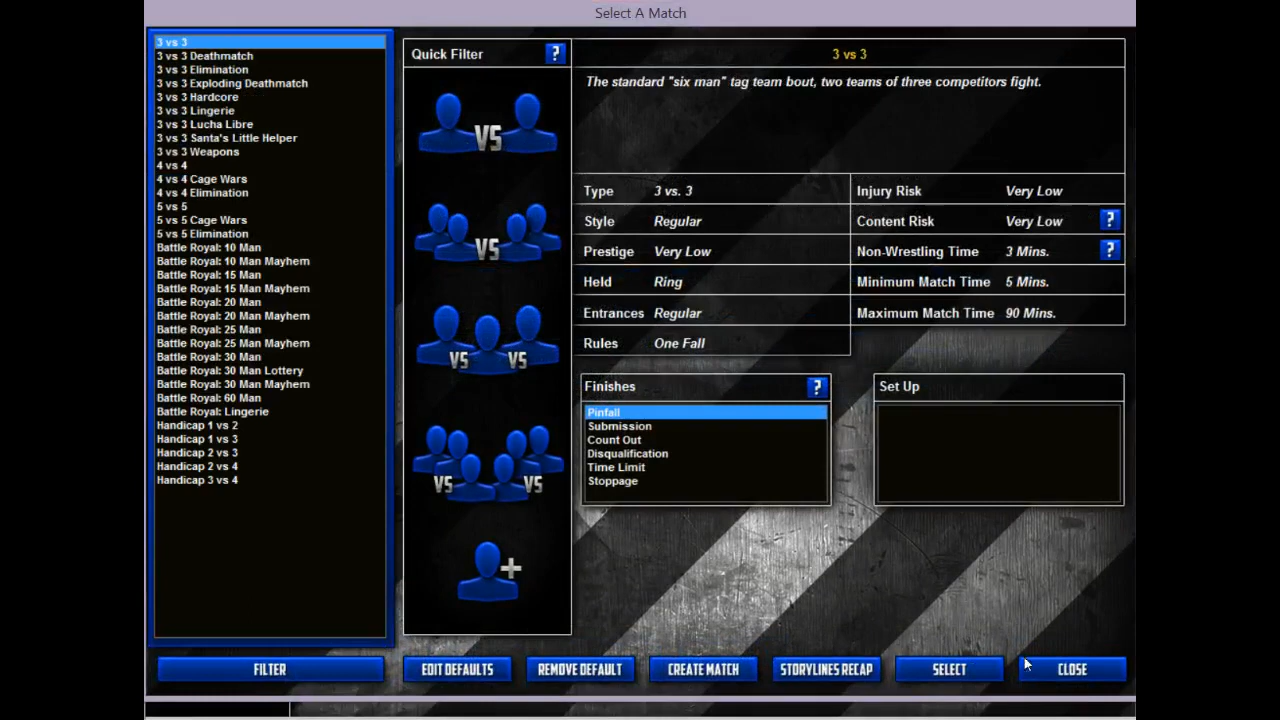 Select A Match
3 vs 3
3 vs 3 Deathmatch
3 vs 3 Elimination
3 vs 3 Exploding Deathmatch
3 vs 3 Hardcore
3 vs 3 Lingerie
3 vs 3 Lucha Libre
3 vs 3 Santa's Little Helper
3 vs 3 Weapons
4 vs 4
4 vs 4 Cage Wars
4 vs 4 Elimination
5 vs 5
5 vs 5 Cage Wars
5 vs 5 Elimination
Battle Royal: 10 Man
Battle Royal: 10 Man Mayhem
Battle Royal: 15 Man
Battle Royal: 15 Man Mayhem
Battle Royal: 20 Man
Battle Royal: 20 Man Mayhem
Battle Royal: 25 Man
Battle Royal: 25 Man Mayhem
Battle Royal: 30 Man
Battle Royal: 30 Man Lottery
Battle Royal: 30 Man Mayhem
Battle Royal: 60 Man
Battle Royal: Lingerie
Handicap 1 vs 2
Handicap 1 vs 3
Handicap 2 vs 3
Handicap 2 vs 4
Handicap 3 vs 4
Quick Filter ?
VS
VS
VS VS
VS VS
+
3 vs 3
The standard "six man" tag team bout, two teams of three competitors fight.
Type 3 vs. 3
Style Regular
Prestige Very Low
Held Ring
Entrances Regular
Rules One Fall
Injury Risk Very Low
Content Risk Very Low ?
Non-Wrestling Time 3 Mins. ?
Minimum Match Time 5 Mins.
Maximum Match Time 90 Mins.
Finishes ?
Pinfall
Submission
Count Out
Disqualification
Time Limit
Stoppage
Set Up
FILTER
EDIT DEFAULTS
REMOVE DEFAULT
CREATE MATCH
STORYLINES RECAP
SELECT
CLOSE